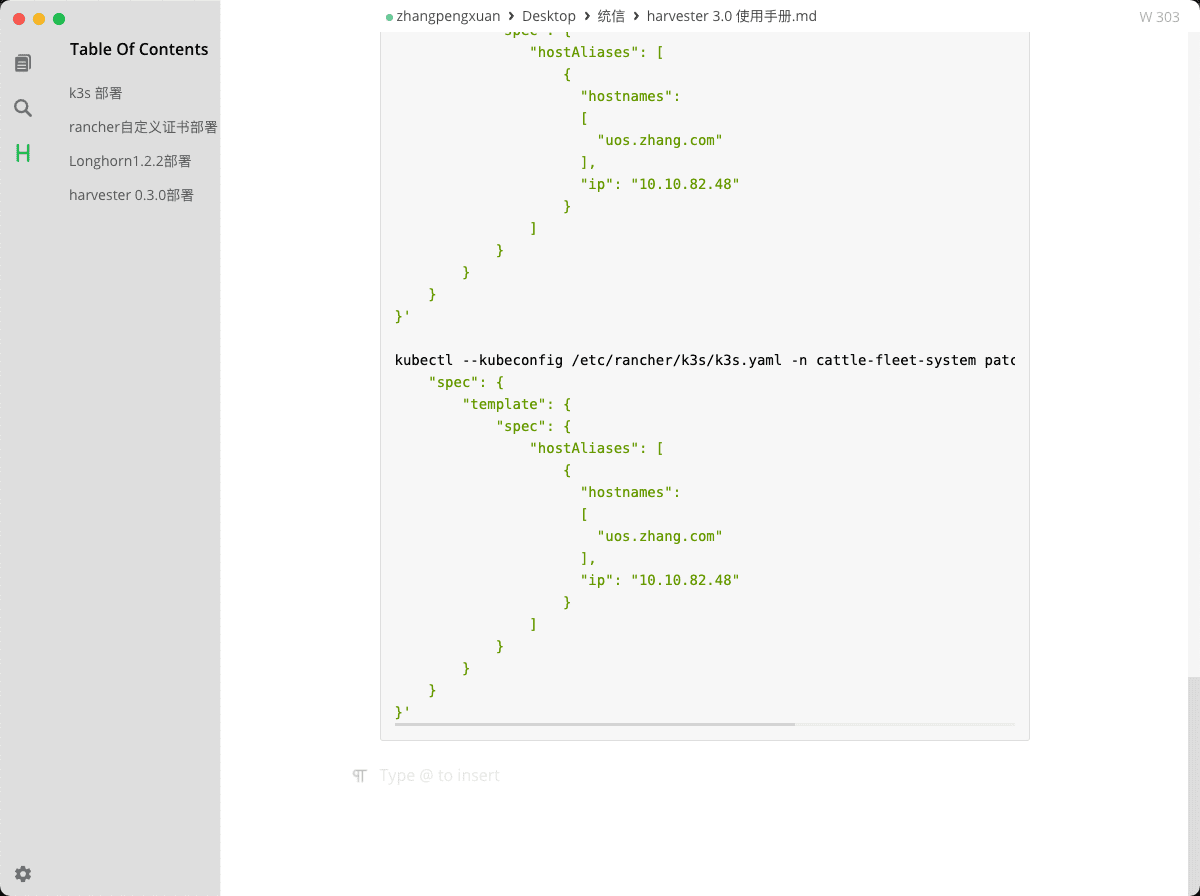 zhangpengxuan › Desktop › 统信 › harvester 3.0 使用手册.md
W 303
Table Of Contents
k3s 部署
rancher自定义证书部署
Longhorn1.2.2部署
harvester 0.3.0部署
"spec": {
"hostAliases": [
{
"hostnames":
[
"uos.zhang.com"
],
"ip": "10.10.82.48"
}
]
}
}
}
}'
kubectl --kubeconfig /etc/rancher/k3s/k3s.yaml -n cattle-fleet-system patc
"spec": {
"template": {
"spec": {
"hostAliases": [
{
"hostnames":
[
"uos.zhang.com"
],
"ip": "10.10.82.48"
}
]
}
}
}
}'
Type @ to insert